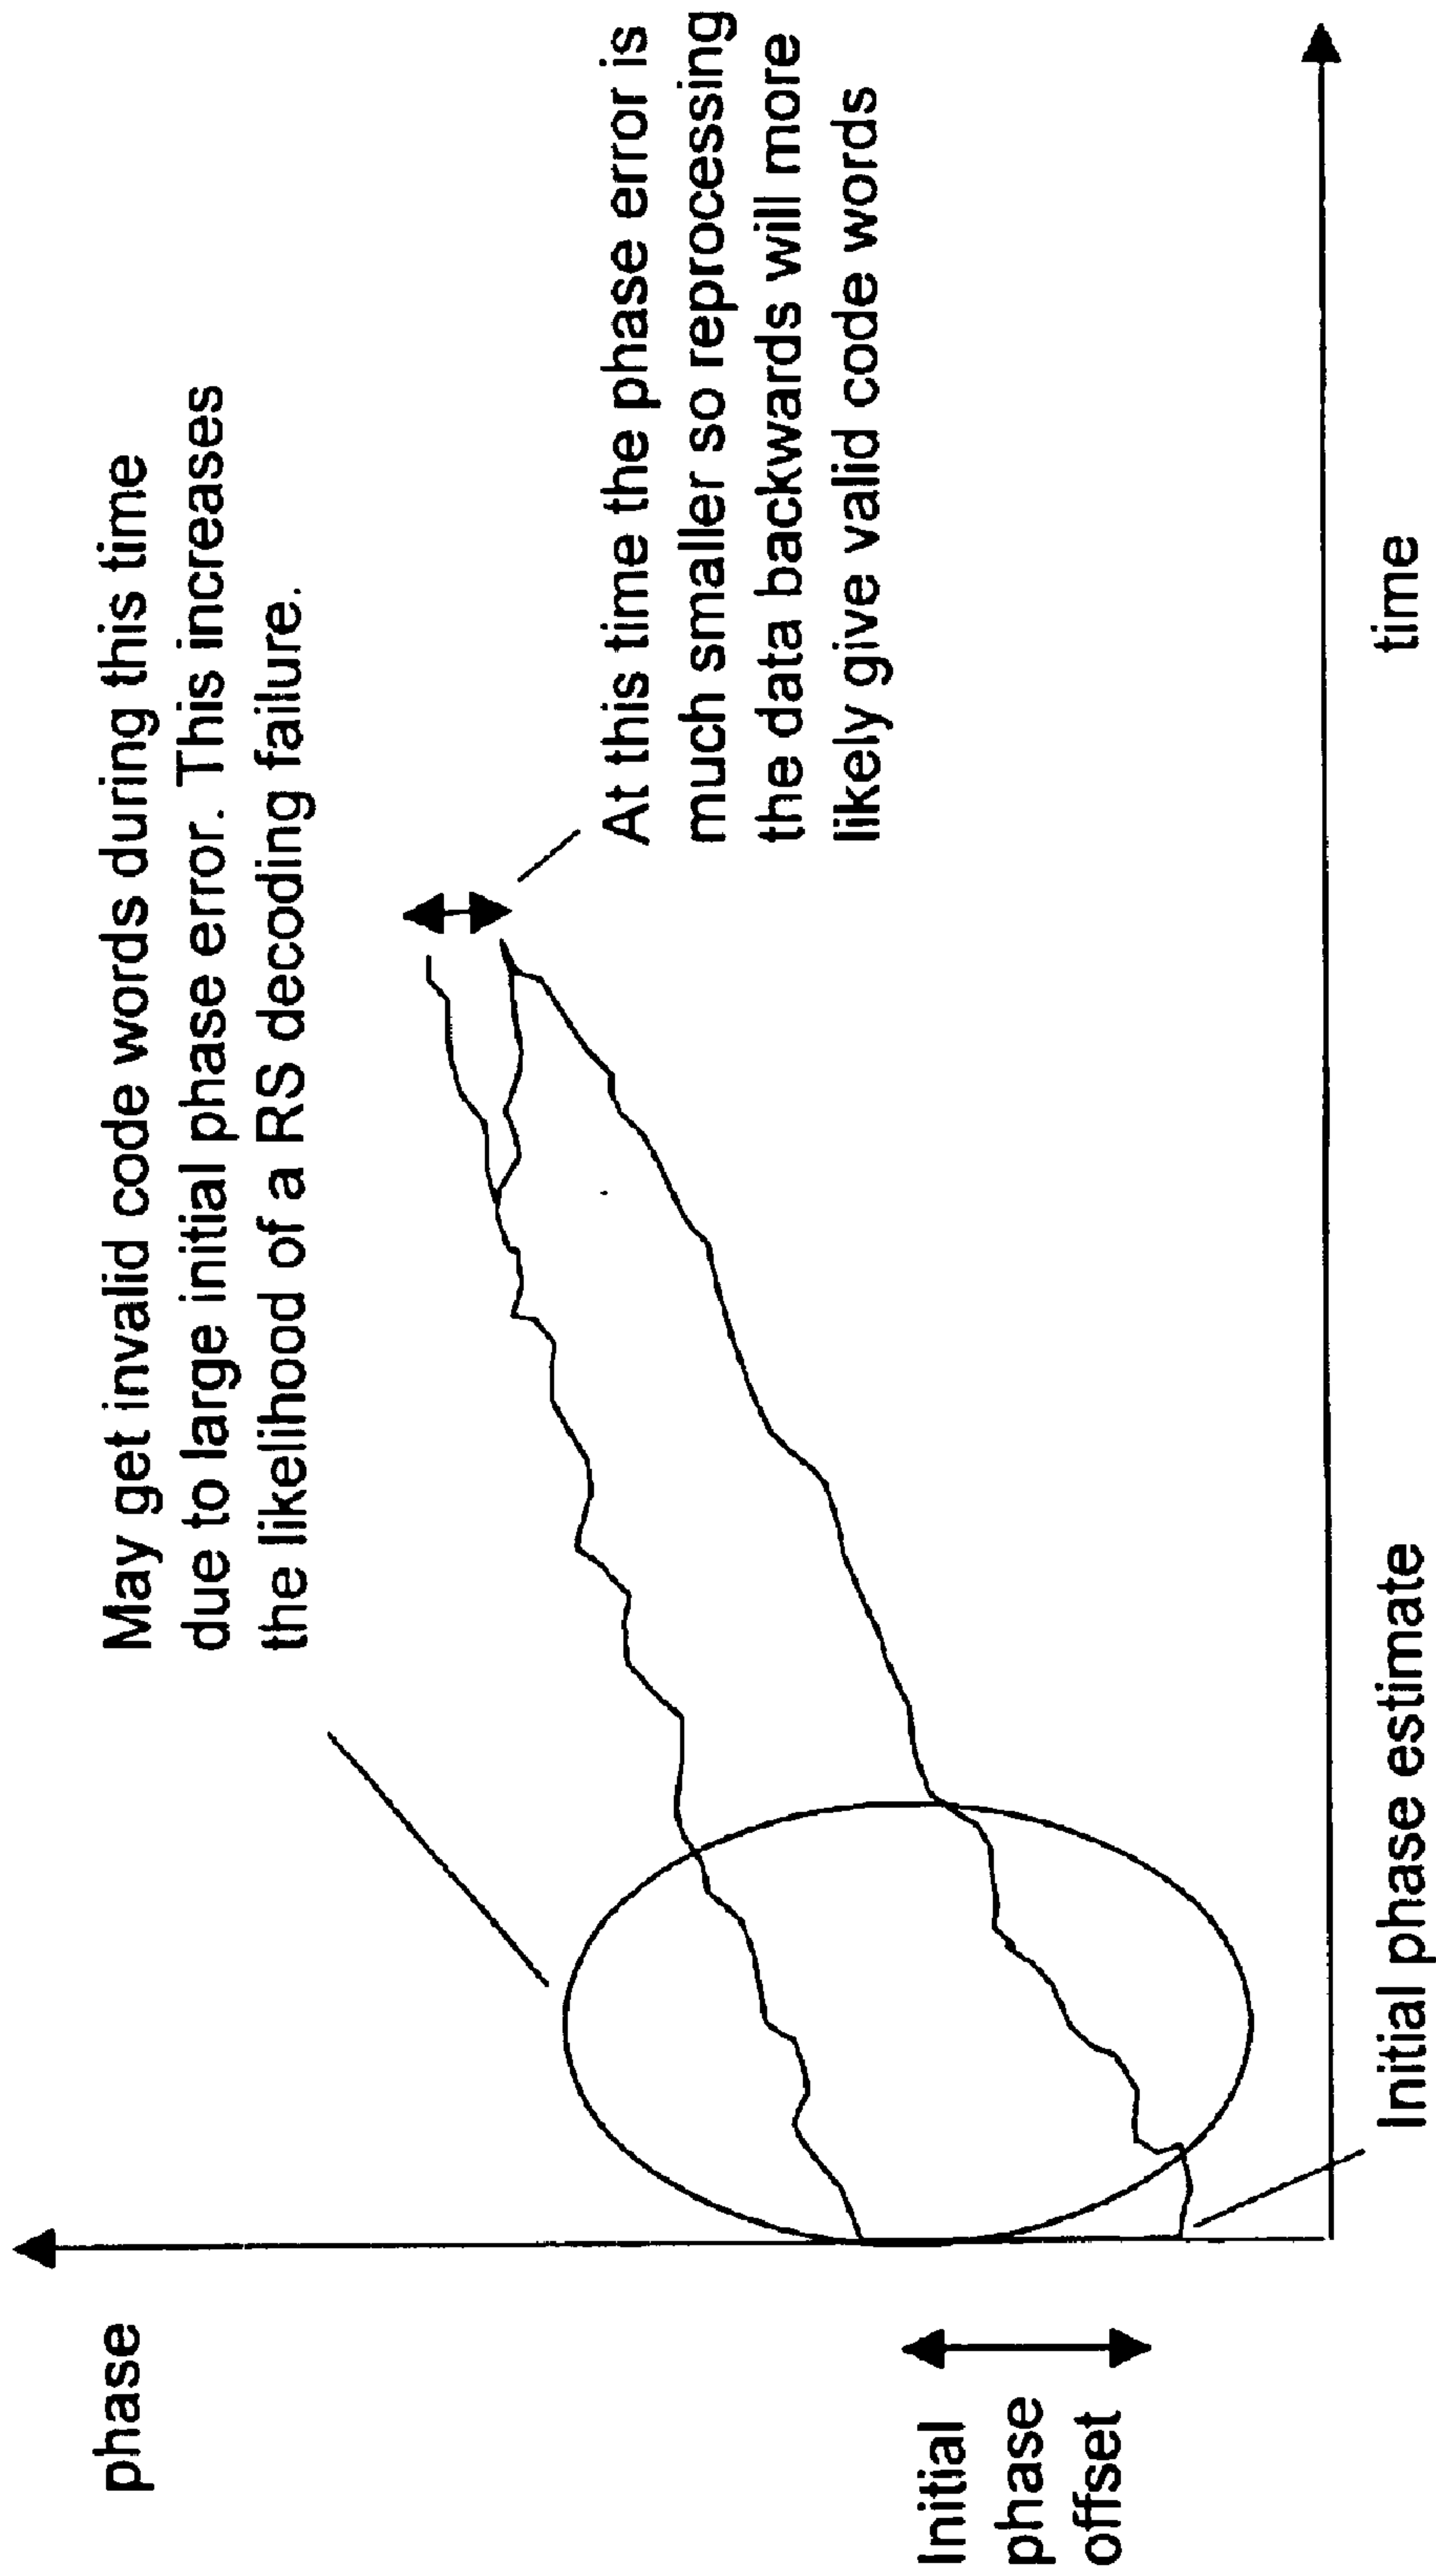 phase
May get invalid code words during this time
due to large initial phase error. This increases
the likelihood of a RS decoding failure.
At this time the phase error is
much smaller so reprocessing
the data backwards will more
likely give valid code words
Initial
phase
offset
Initial phase estimate
time